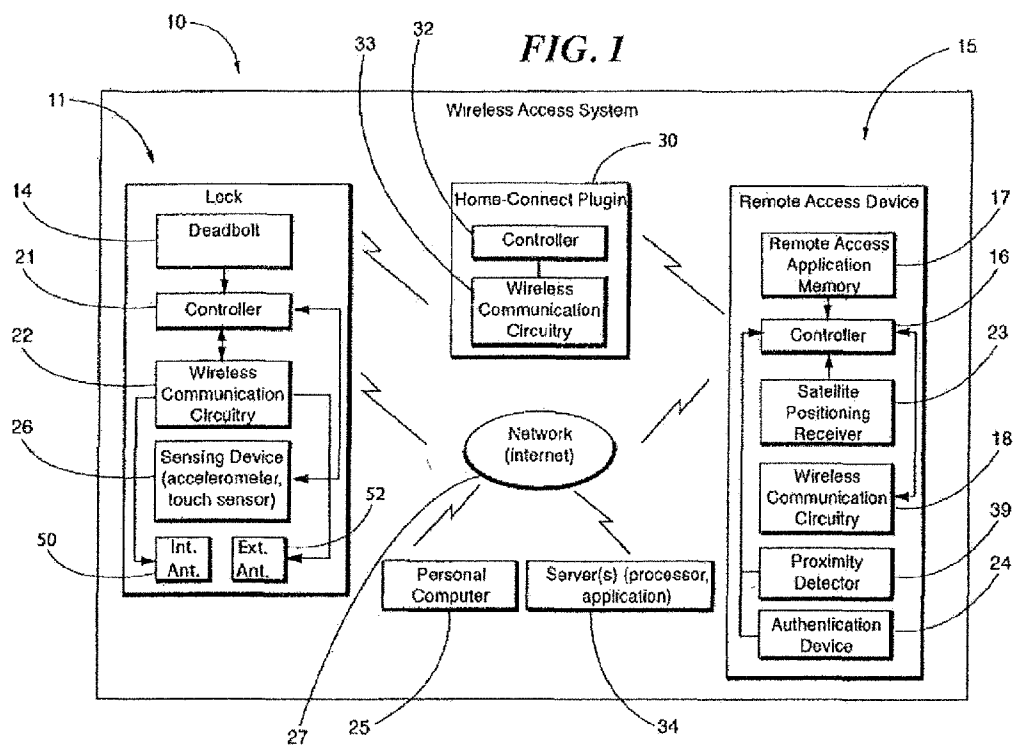 FIG. 1
10
32
33
15
11
Wireless Access System
30
14
Lock
Home-Connect Plugin
Remote Access Device
17
Deadbolt
Controller
Remote Access
Application
Memory
21
16
Controller
Wireless
Communication
Circuitry
Controller
22
23
Wireless
Communication
Circuitry
Satellite
Positioning
Receiver
26
Network
(internet)
18
Sensing Device
(accelerometer,
touch sensor)
Wireless
Communication
Circuitry
52
39
50
Int.
Ant.
Ext.
Ant.
Personal
Computer
Server(s) (processor,
application)
Proximity
Detector
24
Authentication
Device
27
25
34